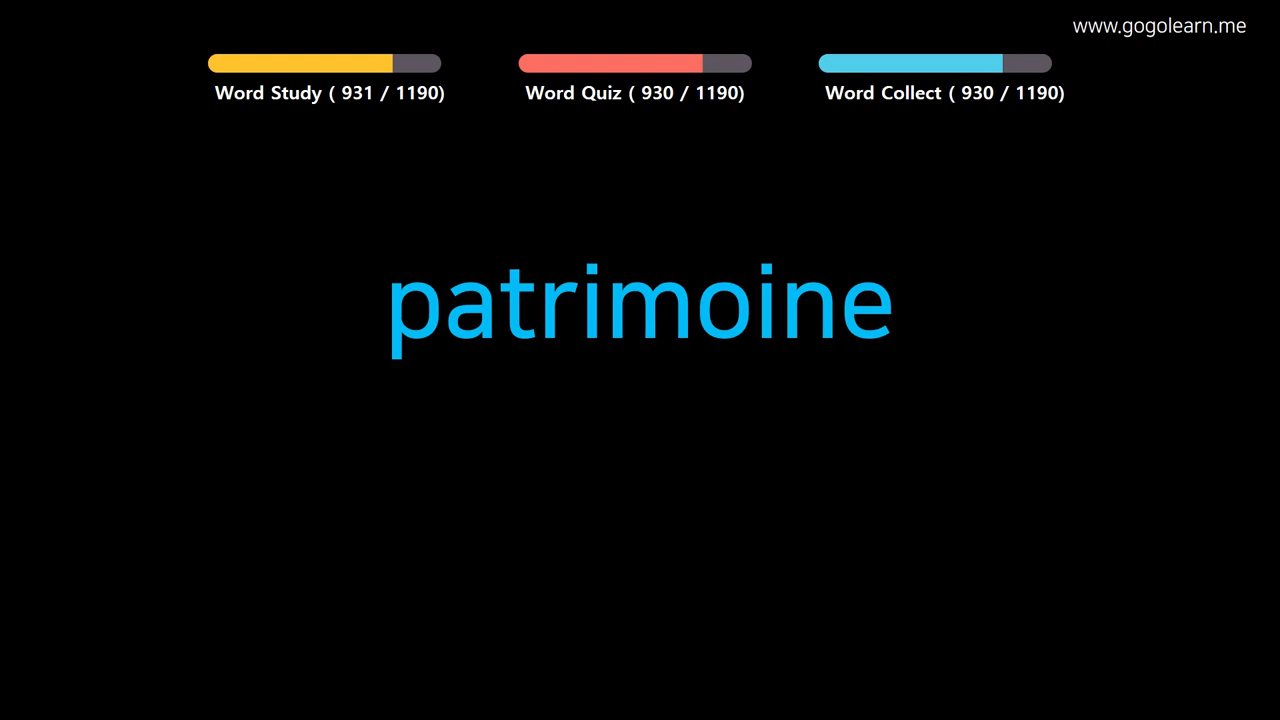 www.gogolearn.me
Word Study ( 931 / 1190)
Word Quiz ( 930 / 1190)
Word Collect ( 930 / 1190)
patrimoine